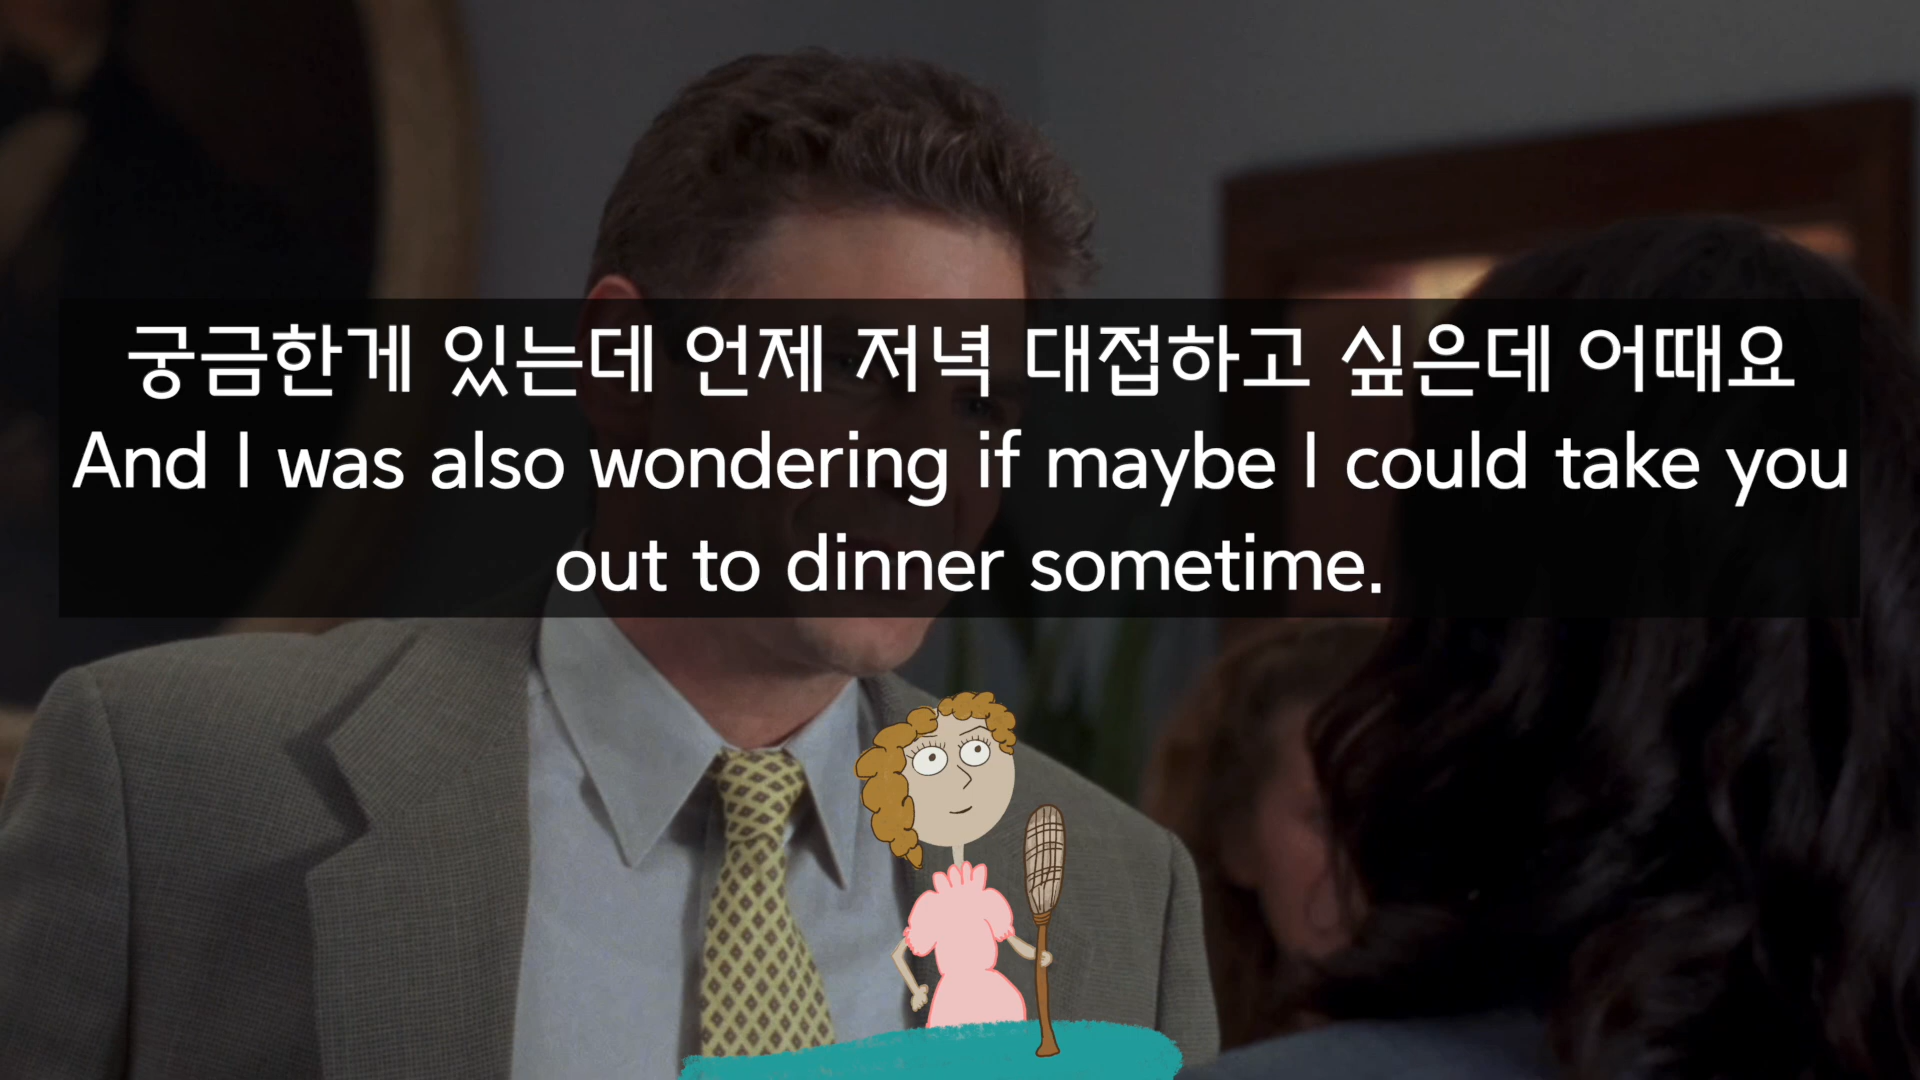 궁금한게 있는데 언제 저녁 대접하고 싶은데 어때요
And I was also wondering if maybe I could take you
out to dinner sometime.